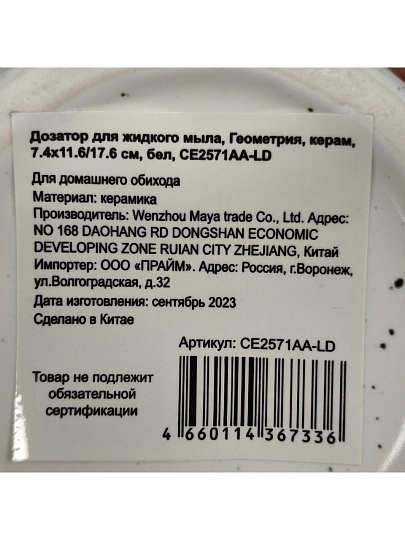 Дозатор для жидкого мыла, Геометрия, керам,
7.4х11.6/17.6 см, бел, CE2571AA-LD
Для домашнего обихода
Материал: керамика
Производитель: Wenzhou Maya trade Co., Ltd. Адрес:
NO 168 DAOHANG RD DONGSHAN ECONOMIC
DEVELOPING ZONE RUIAN CITY ZHEJIANG, Китай
Импортер: ООО «ПРАЙМ». Адрес: Россия, г.Воронеж,
ул.Волгоградская, д.32
Дата изготовления: сентябрь 2023
Сделано в Китае
Артикул: CE2571AA-LD
Товар не подлежит
обязательной
сертификации
4 660114 367336